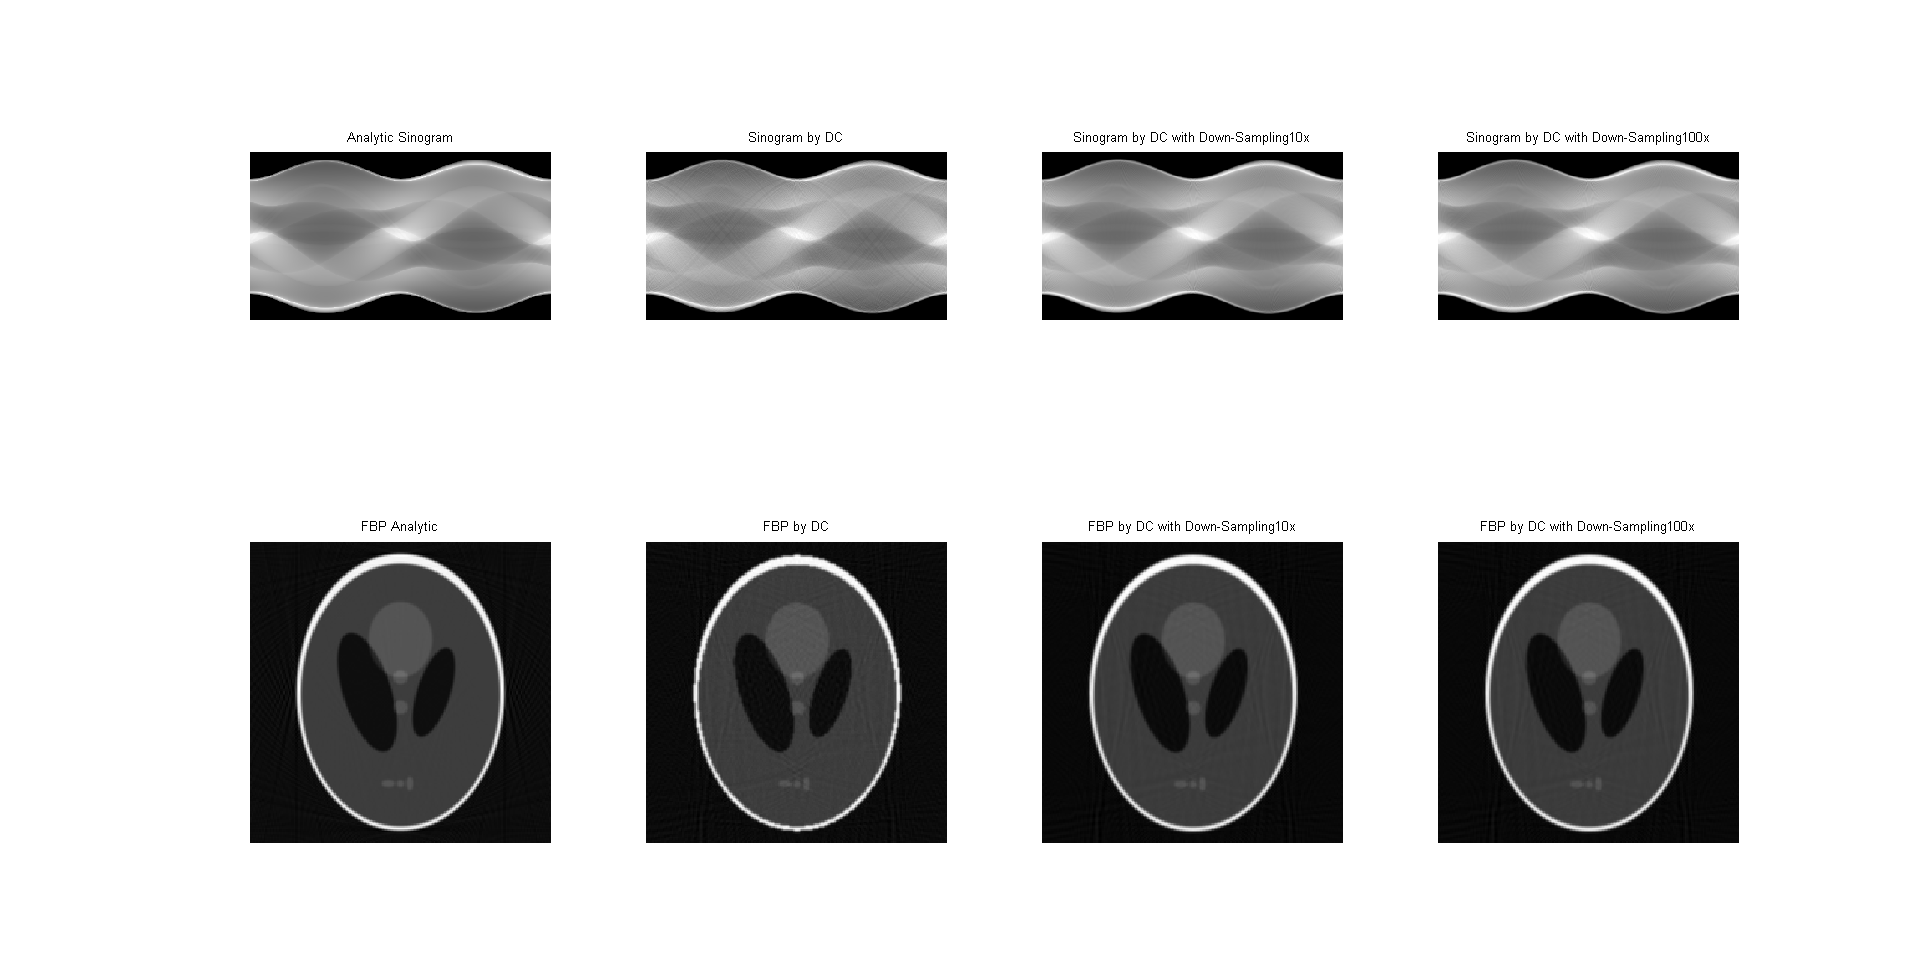 Analytic Sinogram
Sinogram by DC
Sinogram by DC with Down-Sampling10x
Sinogram by DC with Down-Sampling100x
FBP Analytic
FBP by DC
FBP by DC with Down-Sampling10x
FBP by DC with Down-Sampling100x